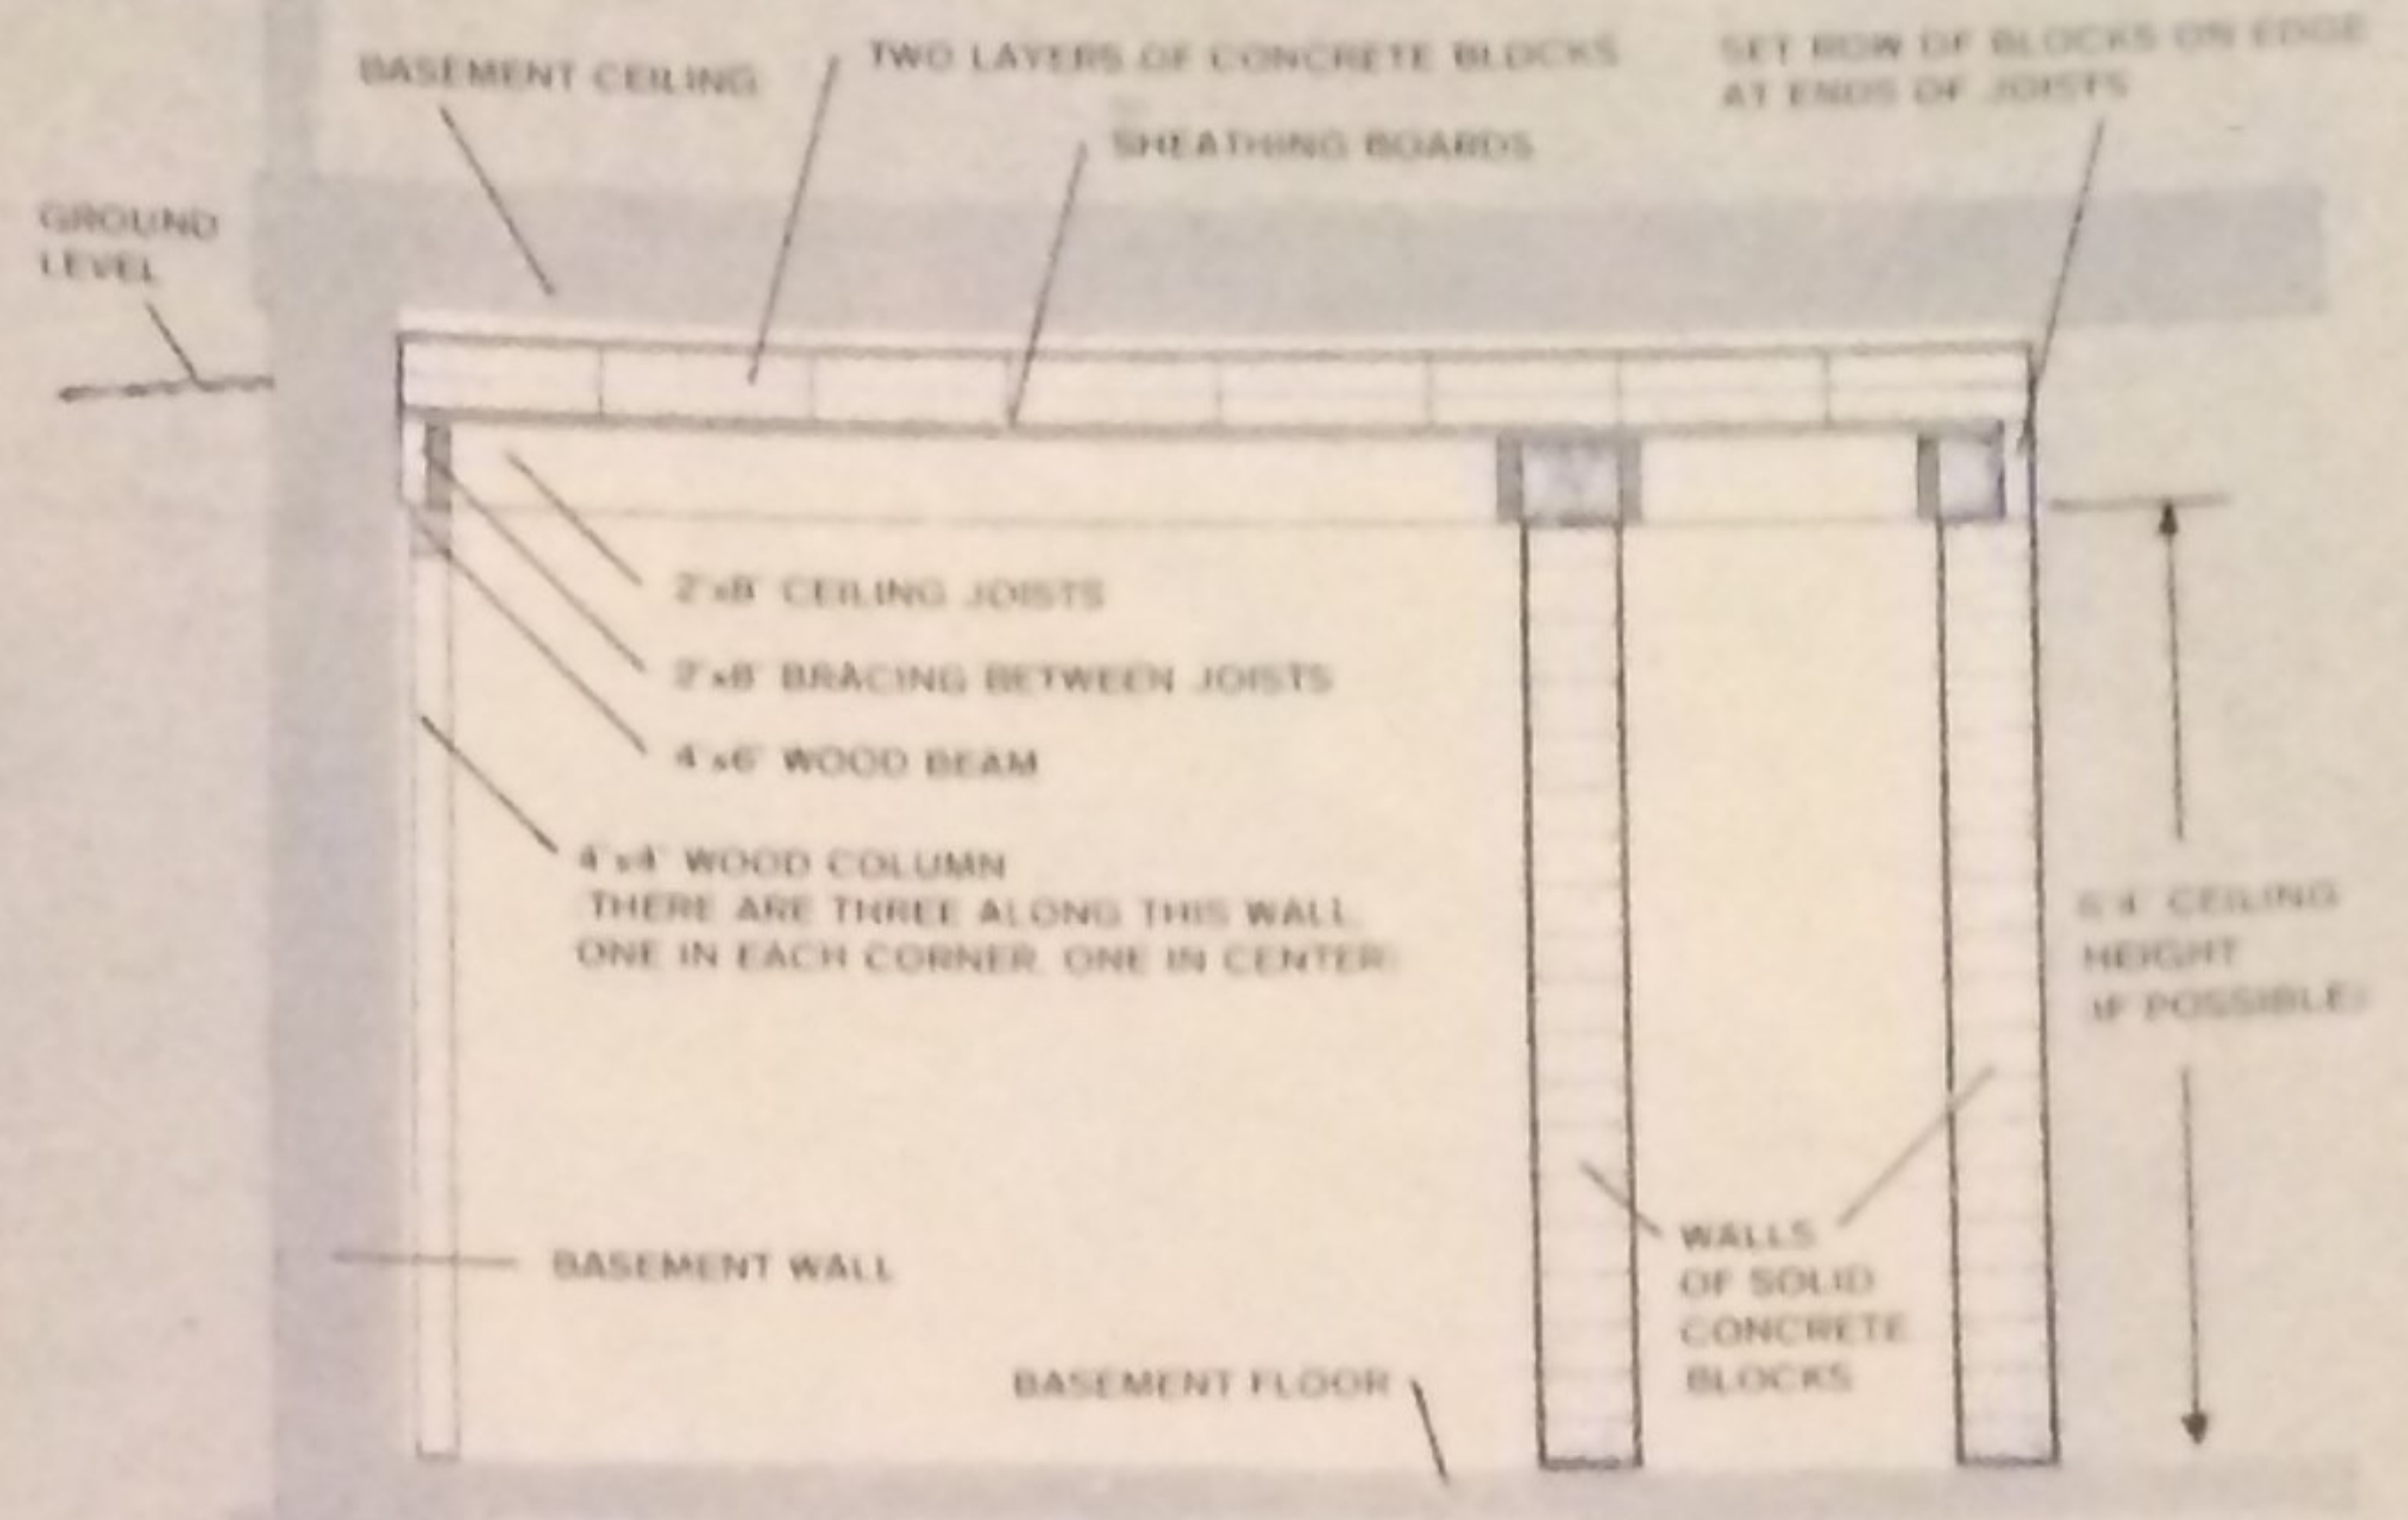 BASEMENT CEILING
TWO LAYERS OF CONCRETE BLOCKS
SET ROW OF BLOCKS ON EDGE
AT ENDS OF JOISTS
SHEATHING BOARDS
GROUND
LEVEL
2"x8" CEILING JOISTS
2"x8" BRACING BETWEEN JOISTS
4"x6" WOOD BEAM
4"x4" WOOD COLUMN
THERE ARE THREE ALONG THIS WALL,
ONE IN EACH CORNER, ONE IN CENTER)
6'4" CEILING
HEIGHT
(IF POSSIBLE)
BASEMENT WALL
WALLS
OF SOLID
CONCRETE
BLOCKS
BASEMENT FLOOR